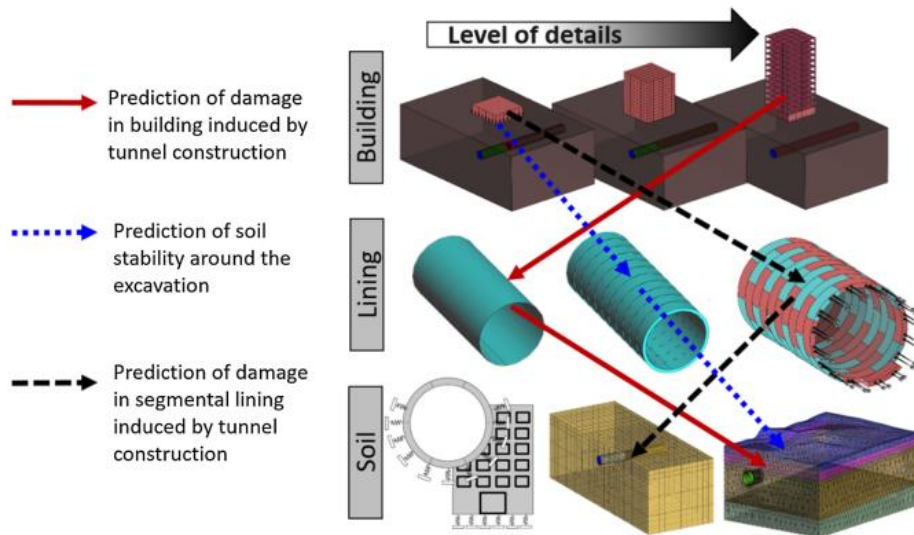 Level of details
Building
Prediction of damage
in building induced by
tunnel construction
Prediction of soil
stability around the
excavation
Lining
Prediction of damage
in segmental lining
induced by tunnel
construction
Soil